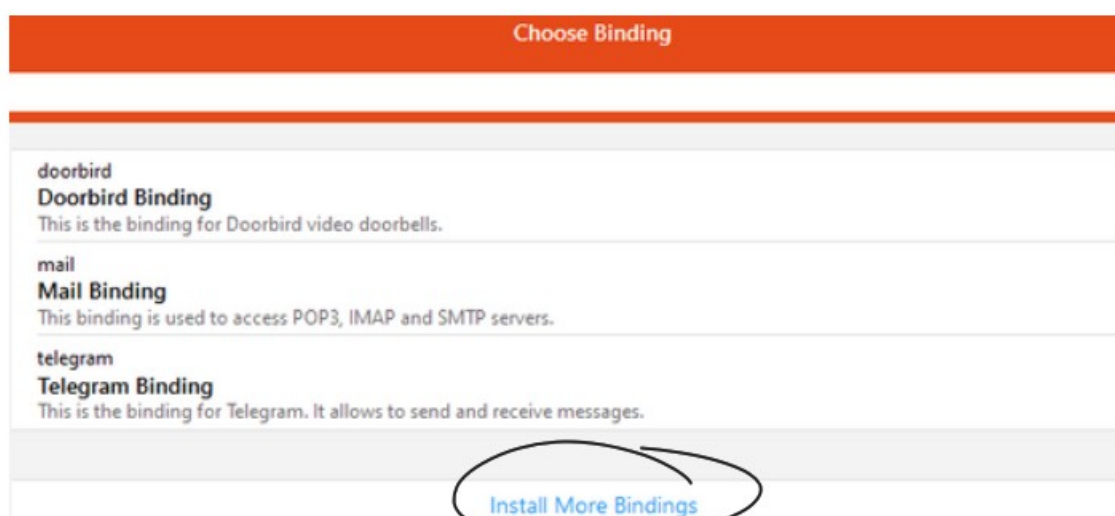 Choose Binding
doorbird
Doorbird Binding
This is the binding for Doorbird video doorbells.
mail
Mail Binding
This binding is used to access POP3, IMAP and SMTP servers.
telegram
Telegram Binding
This is the binding for Telegram. It allows to send and receive messages.
Install More Bindings